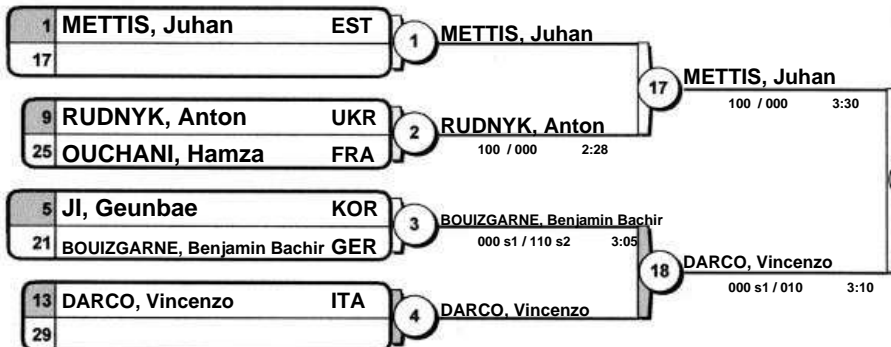 1 METTIS, Juhan EST
17
1
METTIS, Juhan
9 RUDNYK, Anton UKR
25 OUCHANI, Hamza FRA
2
RUDNYK, Anton
100 / 000 2:28
17
METTIS, Juhan
100 / 000 3:30
5 JI, Geunbae KOR
21 BOUIZGARNE, Benjamin Bachir GER
3
BOUIZGARNE, Benjamin Bachir
000 s1 / 110 s2 3:05
13 DARCO, Vincenzo ITA
29
4
DARCO, Vincenzo
18
DARCO, Vincenzo
000 s1 / 010 3:10